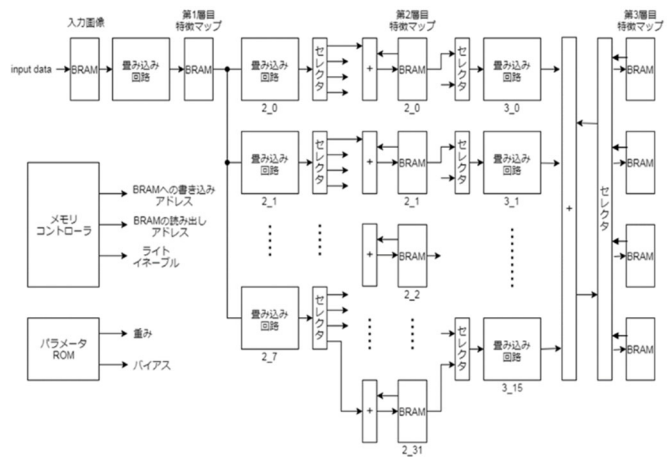 入力画像
第1層目
特徴マップ
第2層目
特徴マップ
第3層目
特徴マップ
input data
BRAM
畳み込み
回路
BRAM
畳み込み
回路
2_0
セレクタ
+
BRAM
2_0
セレクタ
畳み込み
回路
3_0
+
セレクタ
BRAM
畳み込み
回路
2_1
セレクタ
+
BRAM
2_1
セレクタ
畳み込み
回路
3_1
BRAM
メモリ
コントローラ
BRAMへの書き込み
アドレス
BRAMの読み出し
アドレス
ライト
イネーブル
+
BRAM
2_2
BRAM
畳み込み
回路
2_7
セレクタ
セレクタ
畳み込み
回路
3_15
BRAM
パラメータ
ROM
重み
バイアス
+
BRAM
2_31